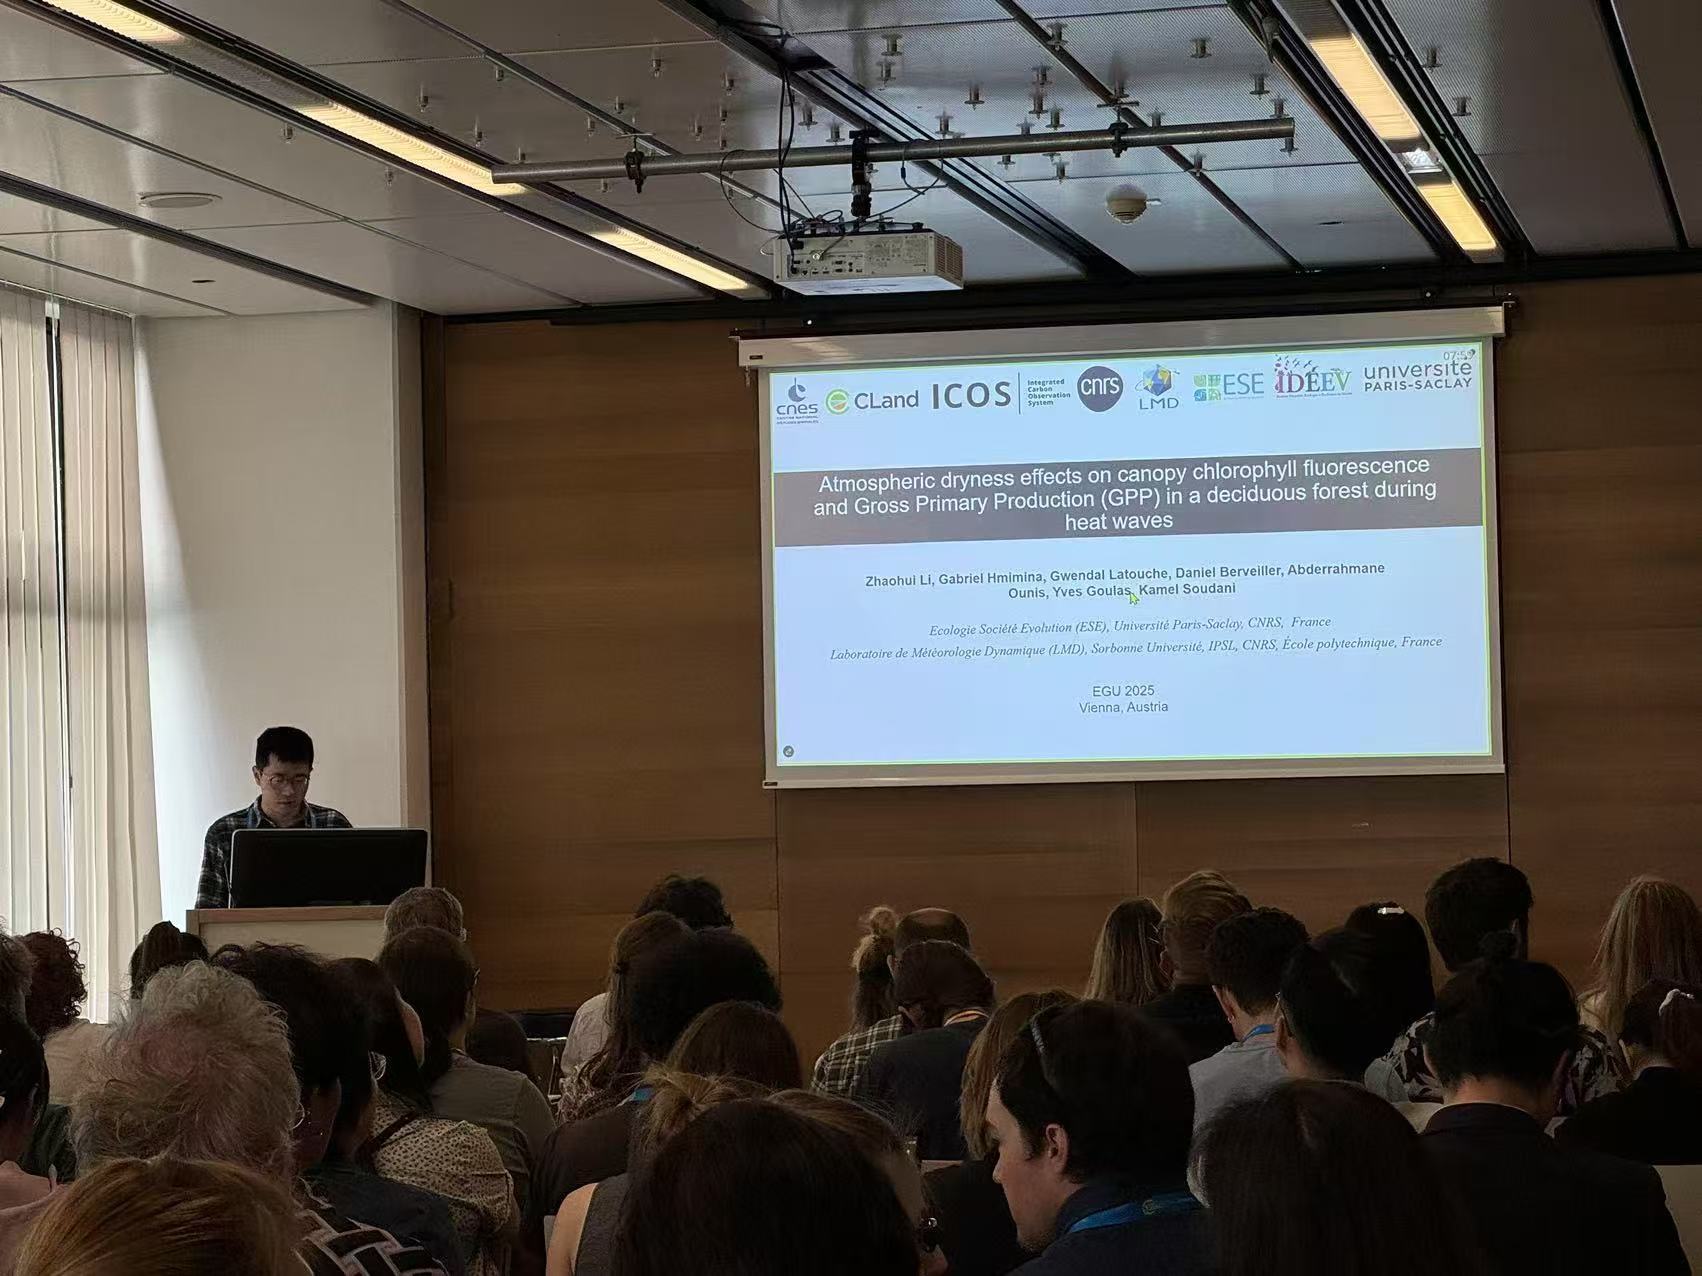 07:59
cnes
CLand
ICOS
Integrated
Carbon
Observation
System
cnrs
LMD
ESE
IDEEV
université
PARIS-SACLAY
Atmospheric dryness effects on canopy chlorophyll fluorescence
and Gross Primary Production (GPP) in a deciduous forest during
heat waves
Zhaohui Li, Gabriel Hmimina, Gwendal Latouche, Daniel Berveiller, Abderrahmane
Ounis, Yves Goulas, Kamel Soudani
Ecologie Société Evolution (ESE), Université Paris-Saclay, CNRS, France
Laboratoire de Météorologie Dynamique (LMD), Sorbonne Université, IPSL, CNRS, École polytechnique, France
EGU 2025
Vienna, Austria